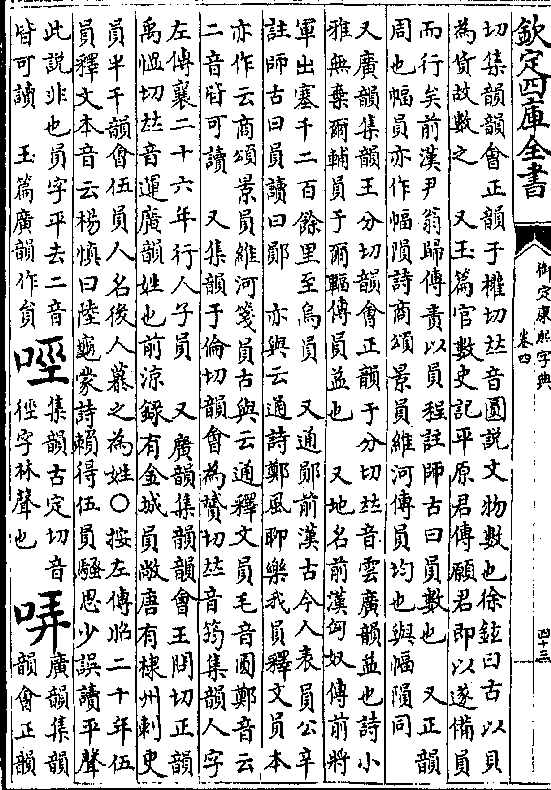 欽定四庫全書
御定康熙字典
卷四
四十三
切集韻韻會正韻于權切𠀤音圓說文物數也徐鉉曰古以貝
為貨故數之　又玉篇官數史記平原君傳願君即以遂備員
而行矣前漢尹翁歸傳責以員程註師古曰員數也　又正韻
周也幅員亦作幅隕詩商頌景員維河傳員均也與幅隕同
又廣韻集韻王分切韻會正韻于分切𠀤音雲廣韻益也詩小
雅無棄爾輔員于爾輻傳員益也　又地名前漢匈奴傳前將
軍出塞千二百餘里至烏員　又通鄖前漢古今人表員公辛
註師古曰員讀曰鄖　亦與云通詩鄭風聊樂我員釋文員本
亦作云商頌景員維河箋員古與云通釋文員毛音圓鄭音云
二音皆可讀　又集韻于倫切韻會為贇切𠀤音筠集韻人字
左傳襄二十六年行人子員　又廣韻集韻韻會王問切正韻
禹慍切𠀤音運廣韻姓也前涼錄有金城員敞唐有棣州刺史
員半千韻會伍員人名後人慕之為姓○按左傳昭二十年伍
員釋文本音云楊慎曰陸龜蒙詩賴得伍員騷思少誤讀平聲
此說非也員字平去二音
皆可讀　玉篇廣韻作貟
集韻古定切音
徑字林聲也
哢
廣韻集韻
韻會正韻